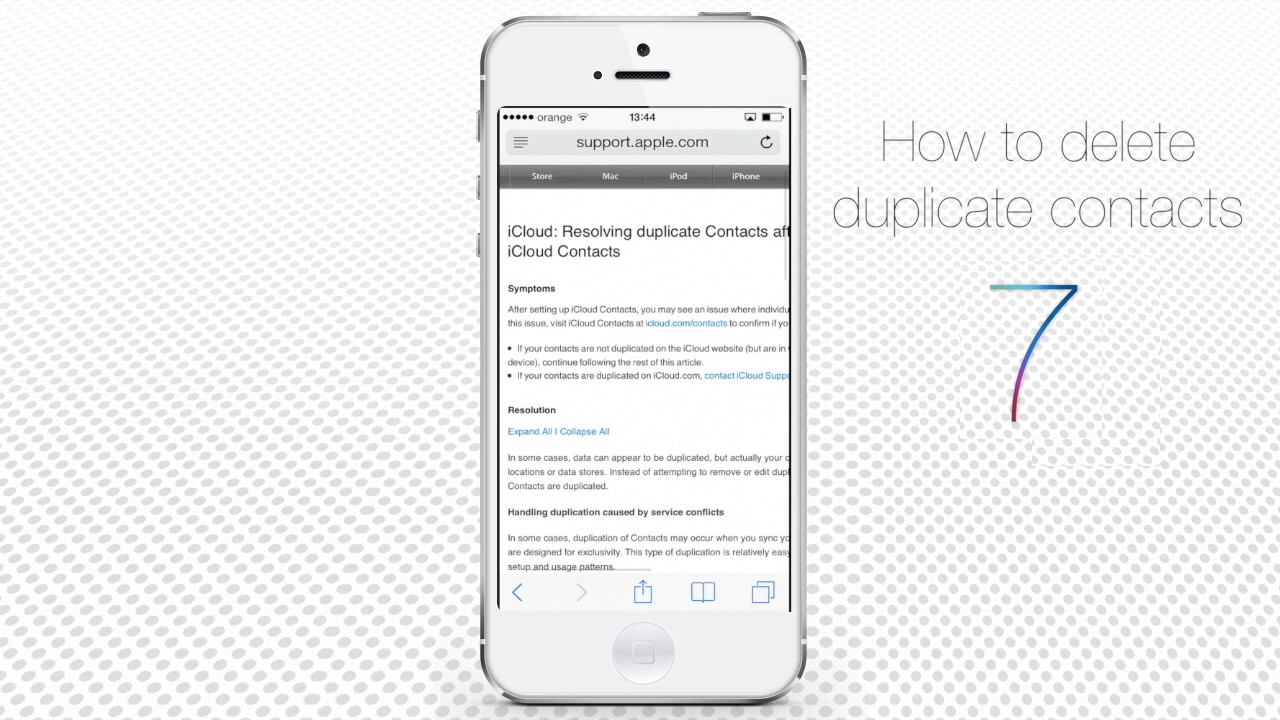 orange 13:44
support.apple.com
Store Mac iPod iPhone
iCloud: Resolving duplicate Contacts aft
iCloud Contacts
Symptoms
After setting up iCloud Contacts, you may see an issue where individu
this issue, visit iCloud Contacts at icloud.com/contacts to confirm if yo
• If your contacts are not duplicated on the iCloud website (but are in
device), continue following the rest of this article.
• If your contacts are duplicated on iCloud.com, contact iCloud Suppo
Resolution
Expand All | Collapse All
In some cases, data can appear to be duplicated, but actually your c
locations or data stores. Instead of attempting to remove or edit dupl
Contacts are duplicated.
Handling duplication caused by service conflicts
In some cases, duplication of Contacts may occur when you sync yo
are designed for exclusivity. This type of duplication is relatively easy
setup and usage patterns.
How to delete
duplicate contacts
7